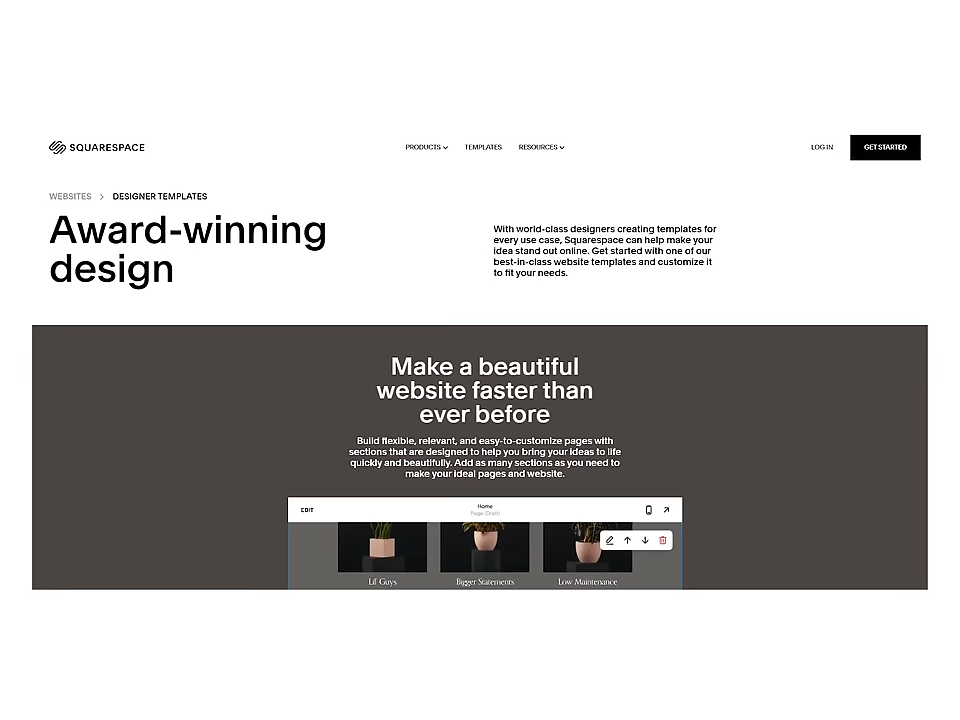 SQUARESPACE
PRODUCTS
TEMPLATES
RESOURCES
LOG IN
GET STARTED
WEBSITES
DESIGNER TEMPLATES
Award-winning
design
With world-class designers creating templates for
every use case, Squarespace can help make your
idea stand out online. Get started with one of our
best-in-class website templates and customize it
to fit your needs.
Make a beautiful
website faster than
ever before
Build flexible, relevant, and easy-to-customize pages with
sections that are designed to help you bring your ideas to life
quickly and beautifully. Add as many sections as you need to
make your ideal pages and website.
EDIT
Home
Page (Draft)
Lil' Guys
Bigger Statements
Low Maintenance